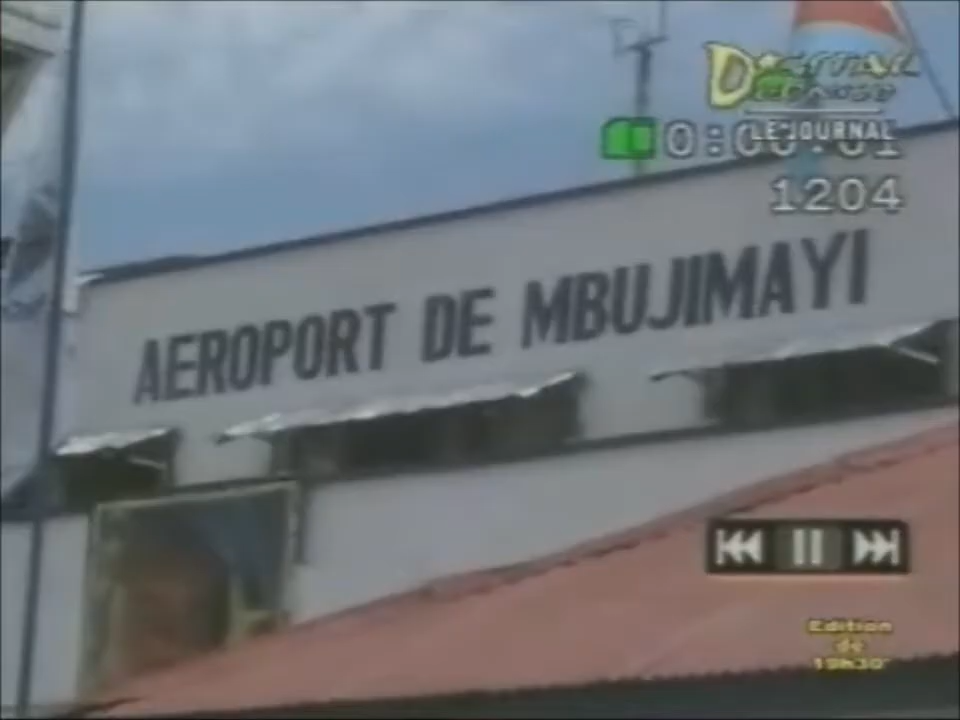 LE JOURNAL
1204
AEROPORT DE MBUJIMAYI
Edition
de
19h30'